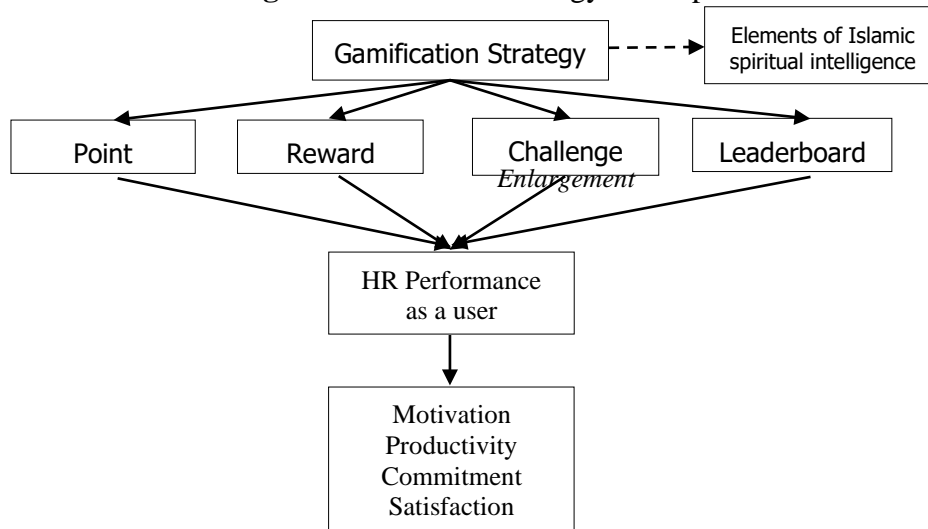 Gamification Strategy
Elements of Islamic
spiritual intelligence
Point
Reward
Challenge
Enlargement
Leaderboard
HR Performance
as a user
Motivation
Productivity
Commitment
Satisfaction